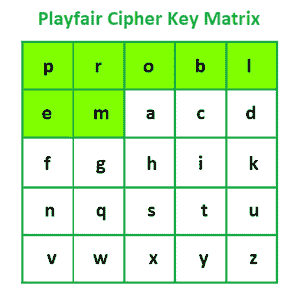 Playfair Cipher Key Matrix
p r o b l
e m a c d
f g h i k
n q s t u
v w x y z